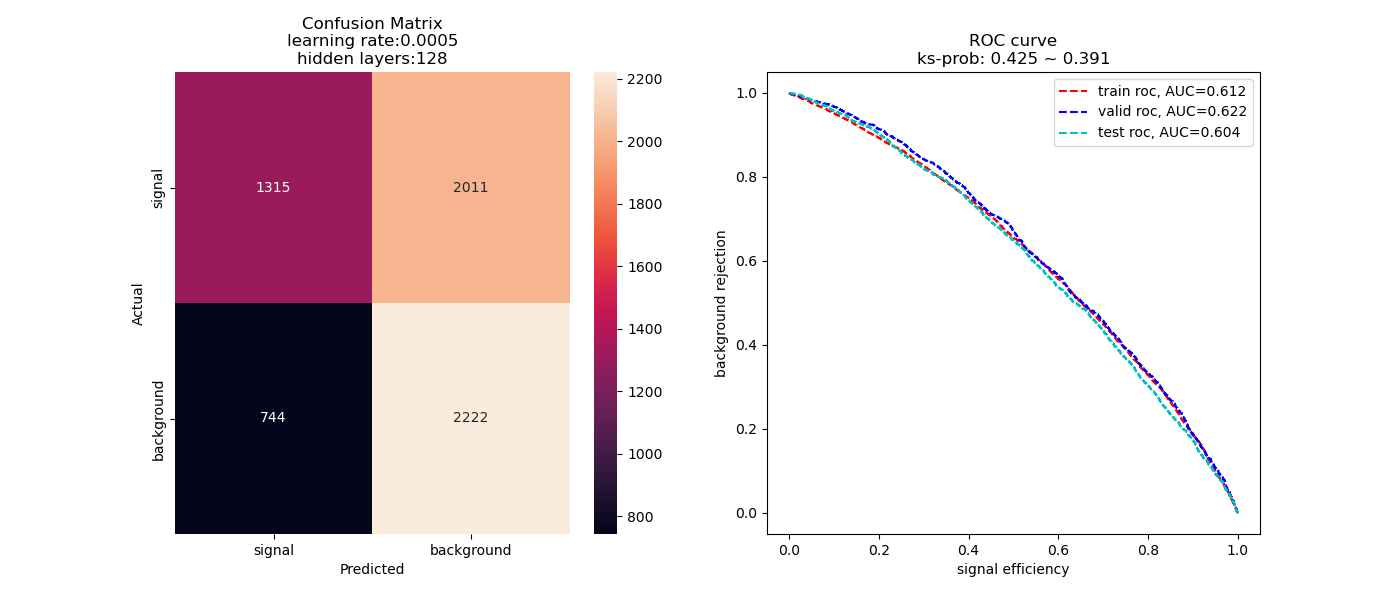 Confusion Matrix
learning rate:0.0005
hidden layers:128
signal
background
Actual
1315
2011
744
2222
signal
background
Predicted
2200
2000
1800
1600
1400
1200
1000
800
ROC curve
ks-prob: 0.425 ~ 0.391
train roc, AUC=0.612
valid roc, AUC=0.622
test roc, AUC=0.604
background rejection
1.0
0.8
0.6
0.4
0.2
0.0
0.0
0.2
0.4
0.6
0.8
1.0
signal efficiency